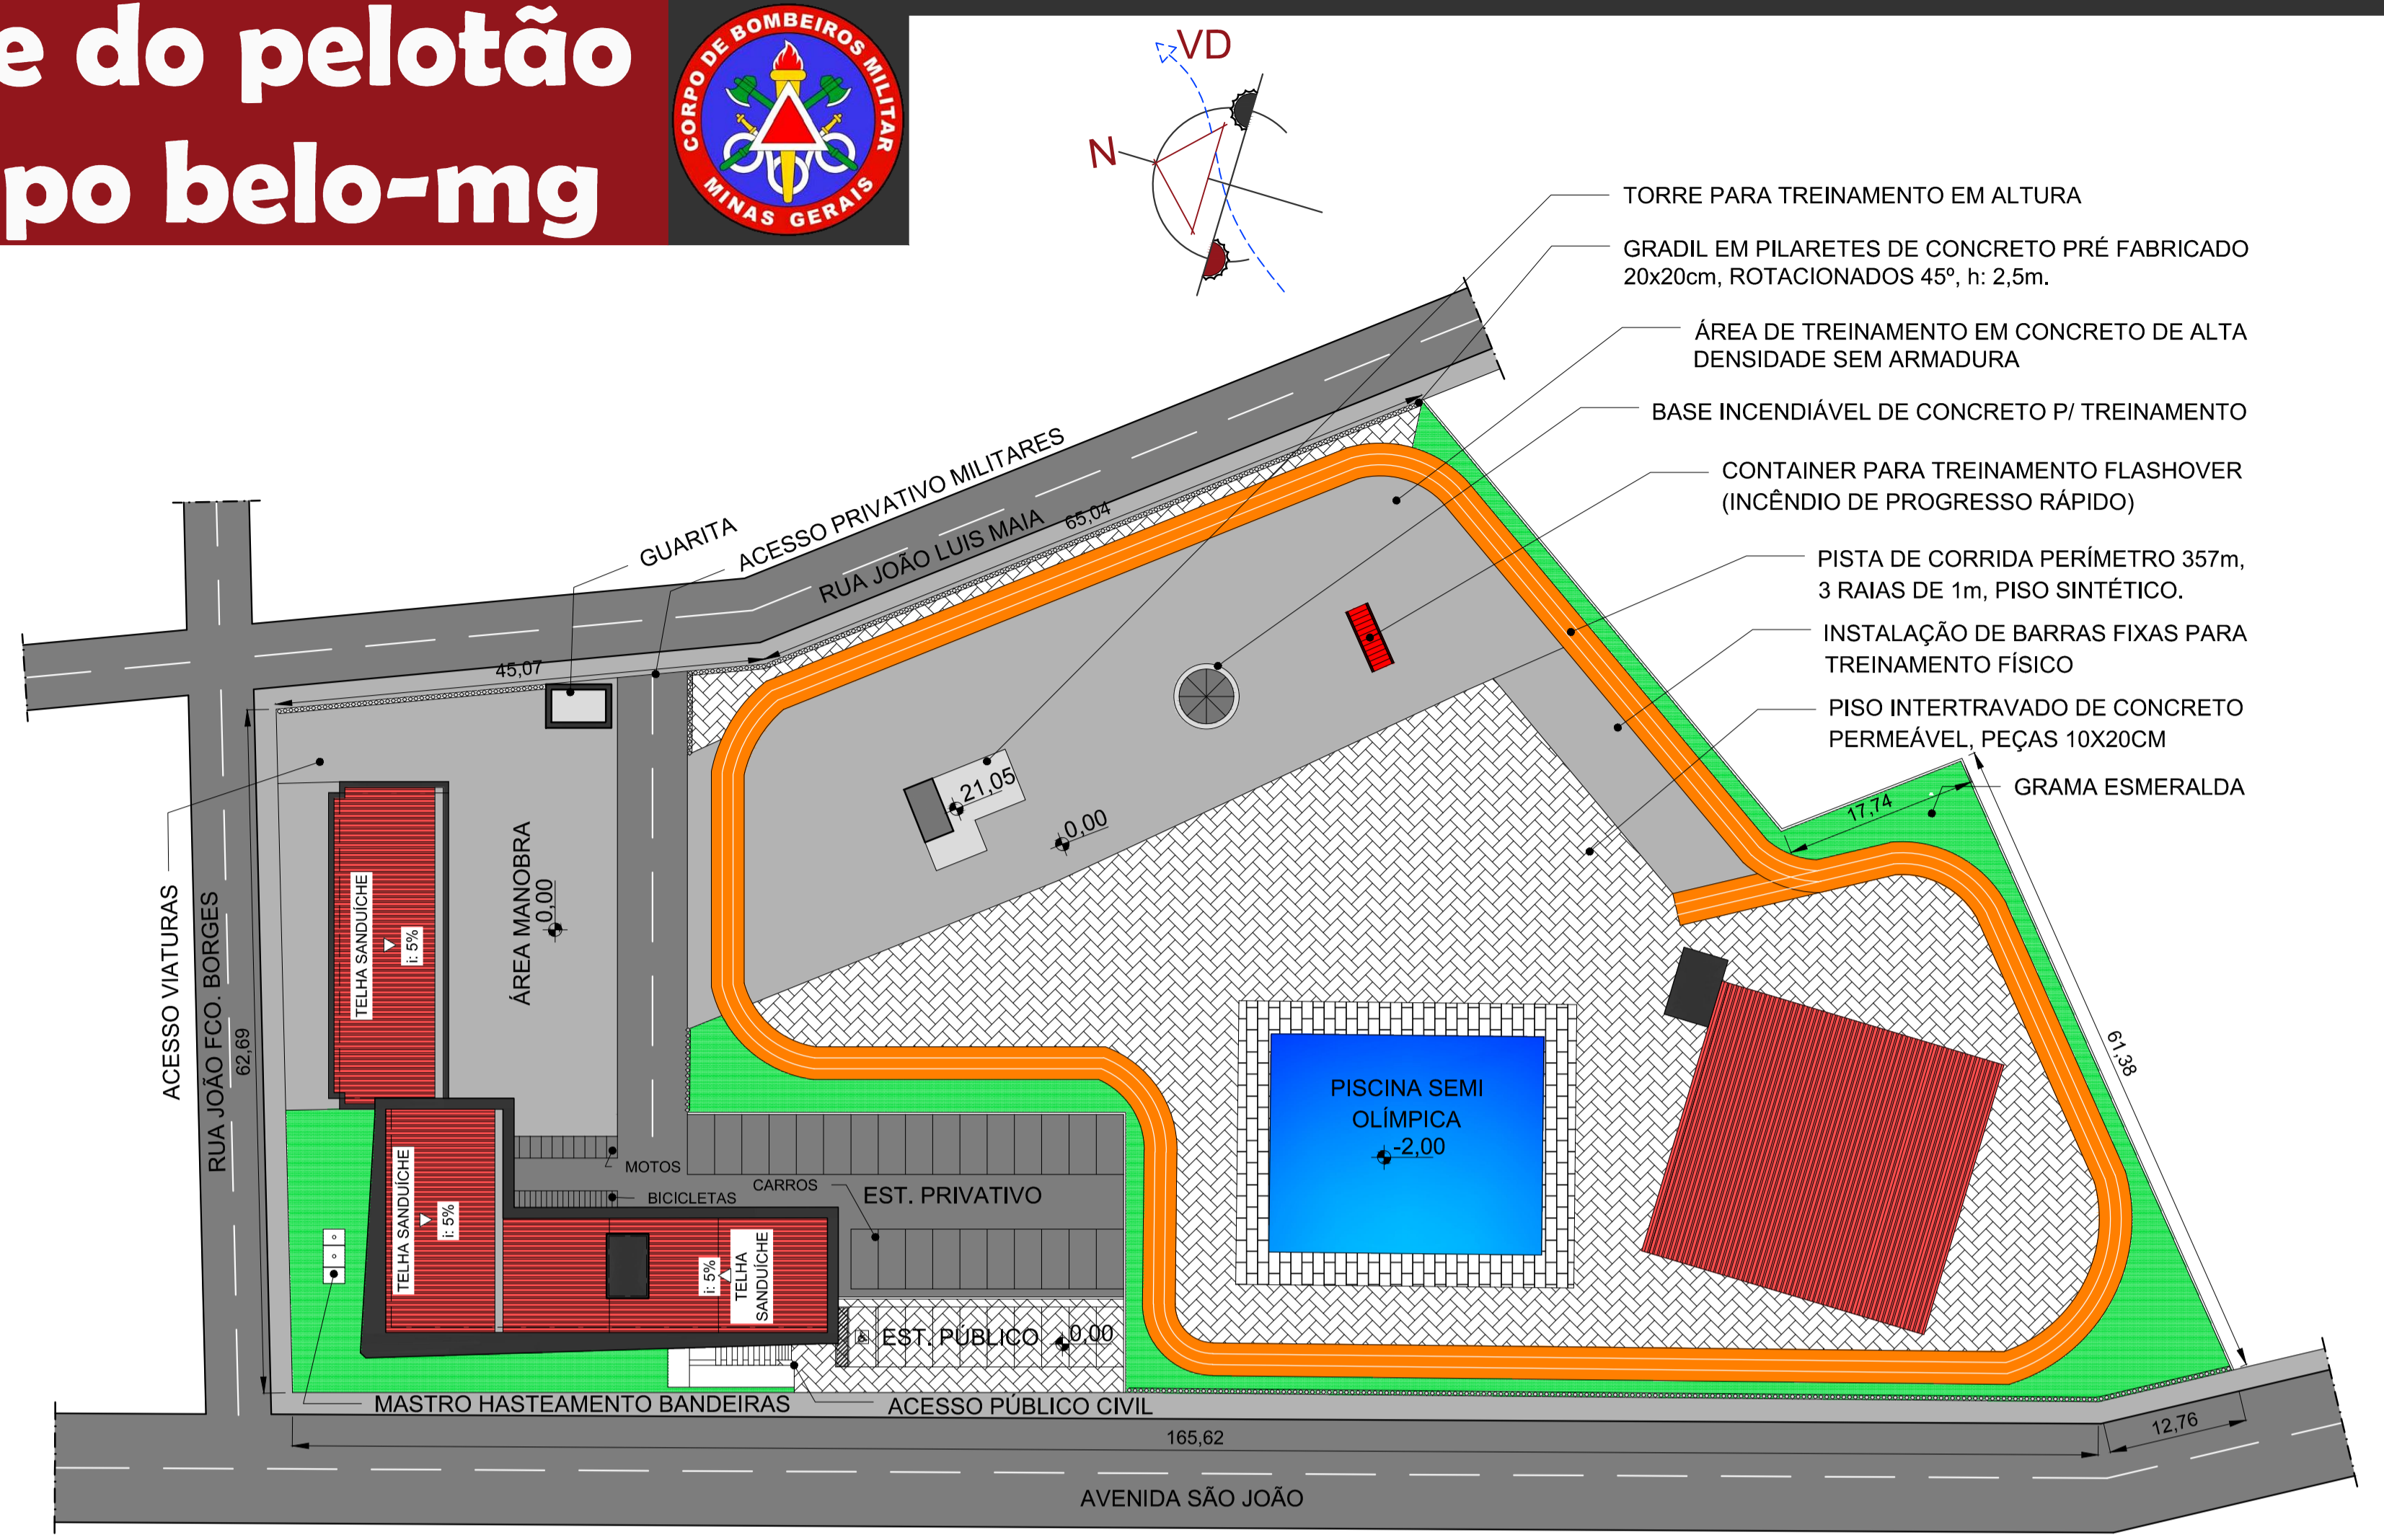 e do pelotão
po belo-mg
CORPO DE BOMBEIROS MILITAR
MINAS GERAIS
VD
N
TORRE PARA TREINAMENTO EM ALTURA
GRADIL EM PILARETES DE CONCRETO PRÉ FABRICADO
20x20cm, ROTACIONADOS 45º, h: 2,5m.
ÁREA DE TREINAMENTO EM CONCRETO DE ALTA
DENSIDADE SEM ARMADURA
BASE INCENDIÁVEL DE CONCRETO P/ TREINAMENTO
CONTAINER PARA TREINAMENTO FLASHOVER
(INCÊNDIO DE PROGRESSO RÁPIDO)
PISTA DE CORRIDA PERÍMETRO 357m,
3 RAIAS DE 1m, PISO SINTÉTICO.
INSTALAÇÃO DE BARRAS FIXAS PARA
TREINAMENTO FÍSICO
PISO INTERTRAVADO DE CONCRETO
PERMEÁVEL, PEÇAS 10X20CM
GRAMA ESMERALDA
GUARITA
ACESSO PRIVATIVO MILITARES
RUA JOÃO LUIS MAIA
65,04
45,07
17,74
21,05
0,00
ACESSO VIATURAS
RUA JOÃO FCO. BORGES
62,69
TELHA SANDUÍCHE
i: 5%
ÁREA MANOBRA
0,00
61,38
PISCINA SEMI
OLÍMPICA
-2,00
TELHA SANDUÍCHE
i: 5%
MOTOS
BICICLETAS
CARROS
EST. PRIVATIVO
i: 5%
TELHA
SANDUÍCHE
EST. PÚBLICO
0,00
MASTRO HASTEAMENTO BANDEIRAS
ACESSO PÚBLICO CIVIL
165,62
12,76
AVENIDA SÃO JOÃO